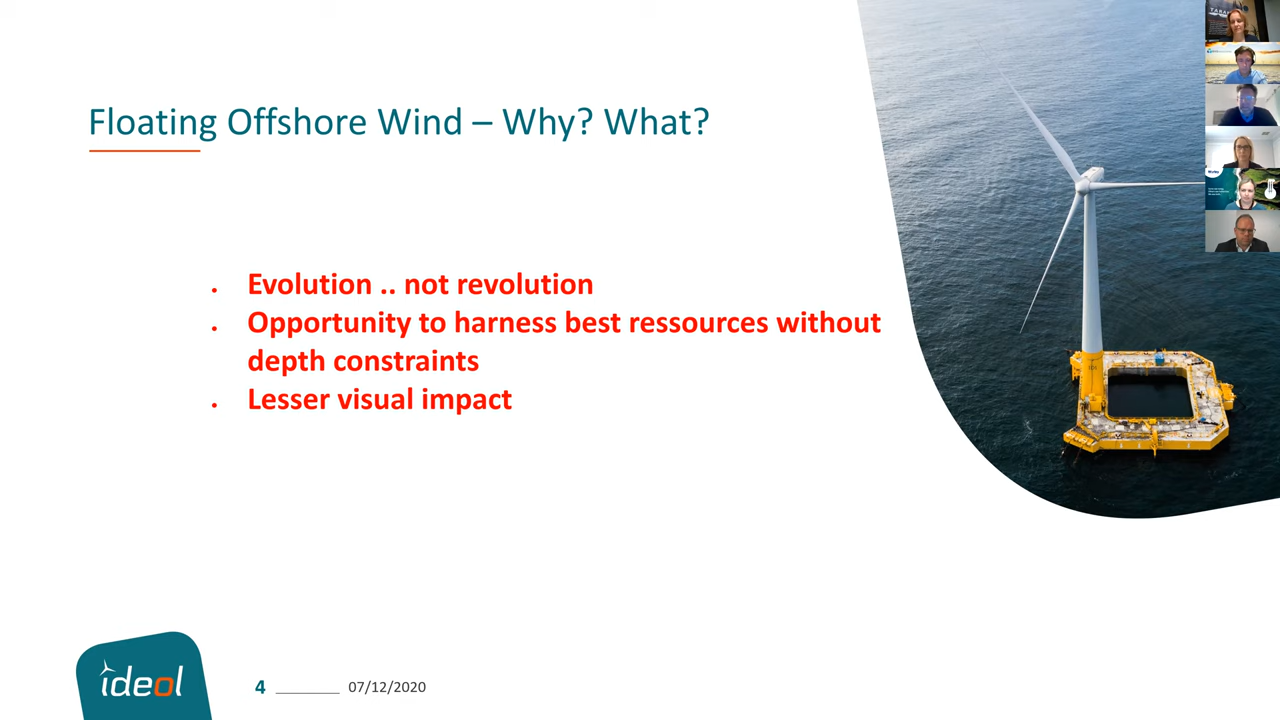 Floating Offshore Wind – Why? What?
• Evolution .. not revolution
• Opportunity to harness best ressources without
depth constraints
• Lesser visual impact
ideol
4
07/12/2020